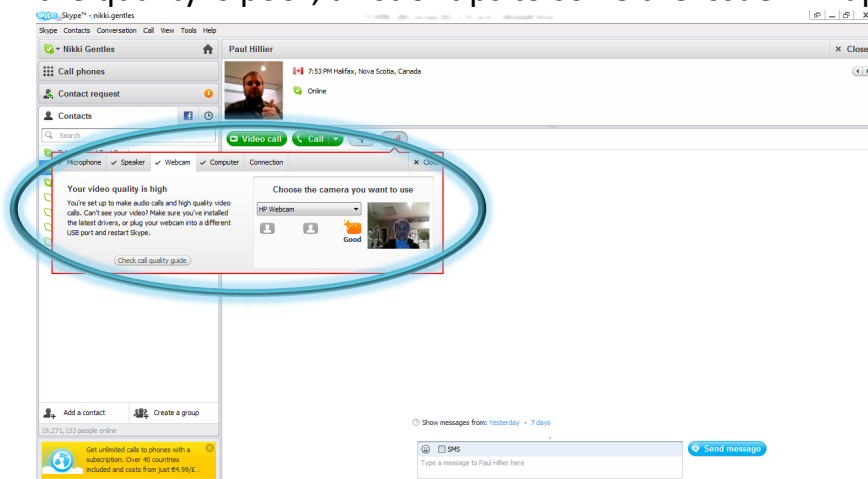 Skype™ - nikki.gentles
Skype Contacts Conversation Call View Tools Help
Nikki Gentles
Paul Hillier
× Close
Call phones
7:53 PM Halifax, Nova Scotia, Canada
Contact request
Online
Contacts
Search
Video call
Call
Microphone
Speaker
Webcam
Computer
Connection
× Close
Your video quality is high
Choose the camera you want to use
You're set up to make audio calls and high quality video
calls. Can't see your video? Make sure you've installed
the latest drivers, or plug your webcam into a different
USB port and restart Skype.
HP Webcam
Good
Check call quality guide
Add a contact
Create a group
19,271,153 people online
Show messages from: Yesterday • 7 days
Get unlimited calls to phones with a
subscription. Over 40 countries
included and costs from just €4.99/£...
SMS
Send message
Type a message to Paul Hillier here